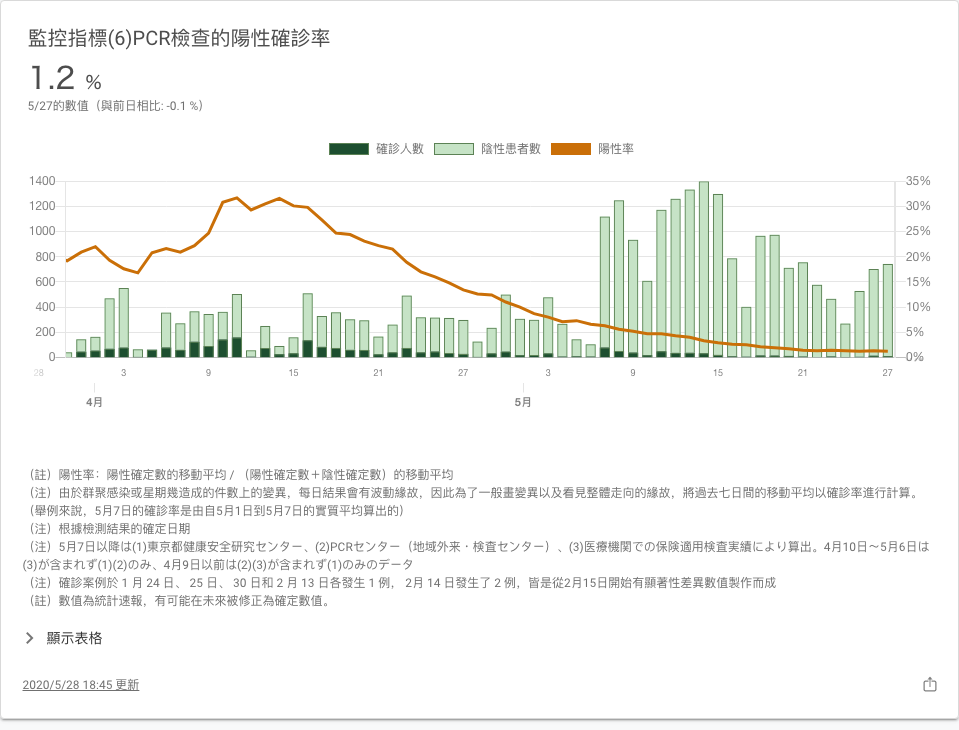 監控指標(6)PCR檢查的陽性確診率
1.2 %
5/27的數值（與前日相比: -0.1 %）
確診人數 陰性患者數 陽性率
1400 35%
1200 30%
1000 25%
800 20%
600 15%
400 10%
200 5%
0 0%
28 3 9 15 21 27 3 9 15 21 27
4月 5月
（註）陽性率：陽性確定數的移動平均 / （陽性確定數＋陰性確定數）的移動平均
（注）由於群聚感染或星期幾造成的件數上的變異，每日結果會有波動緣故，因此為了一般畫變異以及看見整體走向的緣故，將過去七日間的移動平均以確診率進行計算。
（舉例來說，5月7日的確診率是由自5月1日到5月7日的實質平均算出的）
（注）根據檢測結果的確定日期
（注）5月7日以降は(1)東京都健康安全研究センター、(2)PCRセンター（地域外来・検査センター）、(3)医療機関での保険適用検査実績により算出。4月10日～5月6日は
(3)が含まれず(1)(2)のみ、4月9日以前は(2)(3)が含まれず(1)のみのデータ
（注）確診案例於 1 月 24 日、 25 日、 30 日和 2 月 13 日各發生 1 例， 2月 14 日發生了 2 例，皆是從2月15日開始有顯著性差異數值製作而成
（註）數值為統計速報，有可能在未來被修正為確定數值。
顯示表格
2020/5/28 18:45 更新